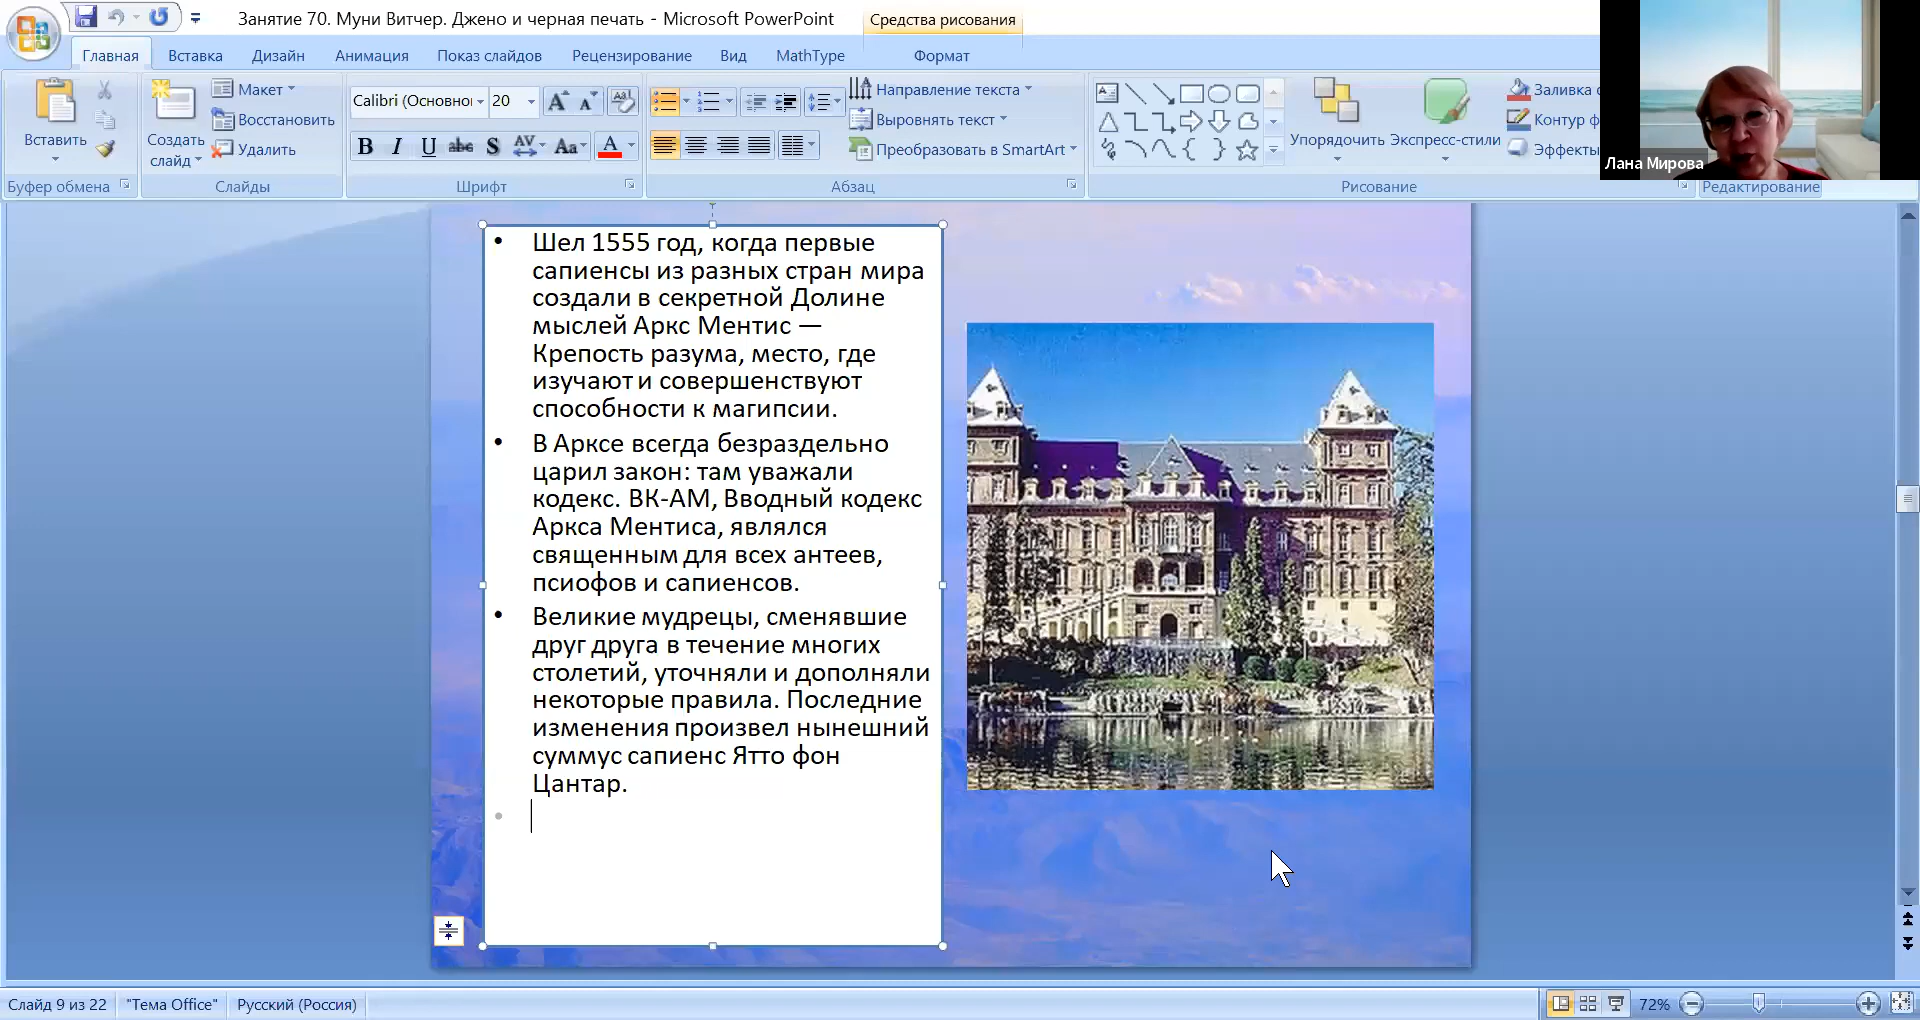 Занятие 70. Муни Витчер. Джено и черная печать - Microsoft PowerPoint
Средства рисования
Главная
Вставка
Дизайн
Анимация
Показ слайдов
Рецензирование
Вид
MathType
Формат
Вставить
Создать слайд
Макет
Восстановить
Удалить
Calibri (Основно
20
Направление текста
Выровнять текст
Преобразовать в SmartArt
Упорядочить
Экспресс-стили
Заливка
Контур ф
Эффекты
Лана Мирова
Буфер обмена
Слайды
Шрифт
Абзац
Рисование
Редактирование
• Шел 1555 год, когда первые
сапиенсы из разных стран мира
создали в секретной Долине
мыслей Аркс Ментис —
Крепость разума, место, где
изучают и совершенствуют
способности к магипсии.
• В Арксе всегда безраздельно
царил закон: там уважали
кодекс. ВК-АМ, Вводный кодекс
Аркса Ментиса, являлся
священным для всех антеев,
псиофов и сапиенсов.
• Великие мудрецы, сменявшие
друг друга в течение многих
столетий, уточняли и дополняли
некоторые правила. Последние
изменения произвел нынешний
суммус сапиенс Ятто фон
Цантар.
Слайд 9 из 22
"Тема Office"
Русский (Россия)
72%